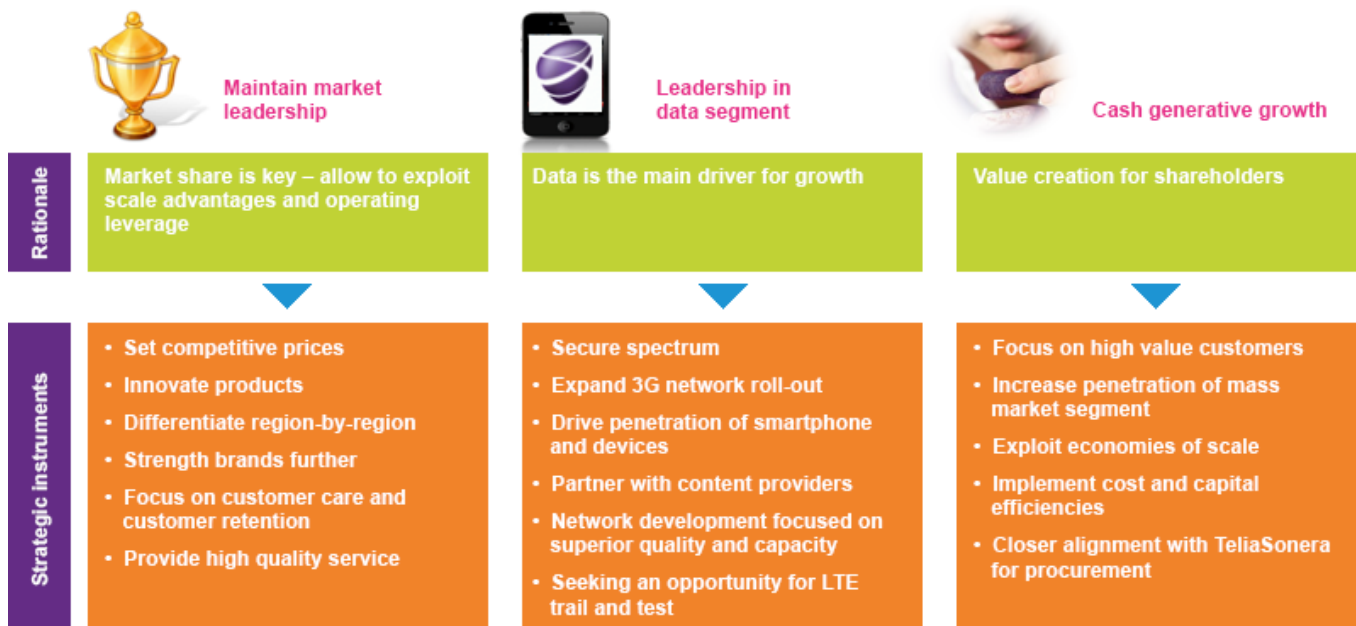 Maintain market
leadership
Leadership in
data segment
Cash generative growth
Rationale
Market share is key – allow to exploit
scale advantages and operating
leverage
Data is the main driver for growth
Value creation for shareholders
Strategic instruments
• Set competitive prices
• Innovate products
• Differentiate region-by-region
• Strength brands further
• Focus on customer care and
customer retention
• Provide high quality service
• Secure spectrum
• Expand 3G network roll-out
• Drive penetration of smartphone
and devices
• Partner with content providers
• Network development focused on
superior quality and capacity
• Seeking an opportunity for LTE
trail and test
• Focus on high value customers
• Increase penetration of mass
market segment
• Exploit economies of scale
• Implement cost and capital
efficiencies
• Closer alignment with TeliaSonera
for procurement